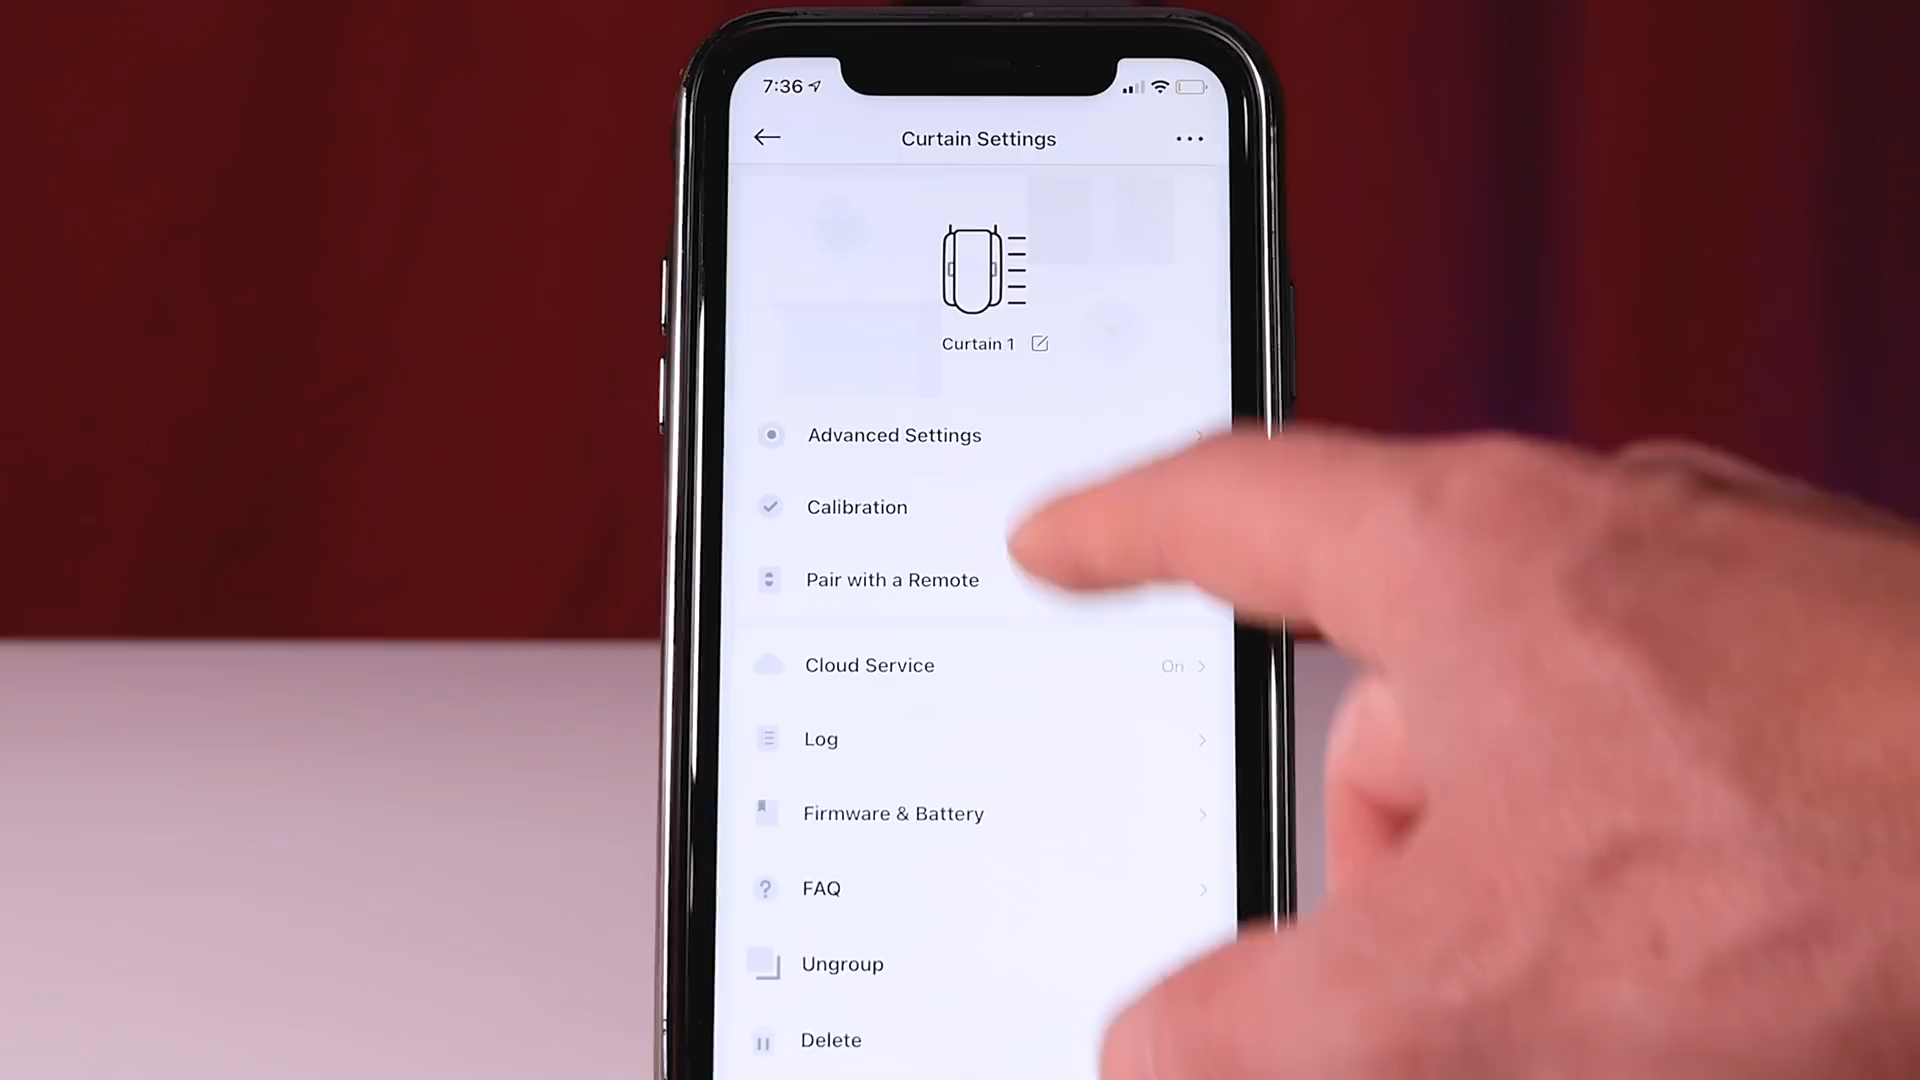 7:36
Curtain Settings
Curtain 1
Advanced Settings
Calibration
Pair with a Remote
Cloud Service On
Log
Firmware & Battery
FAQ
Ungroup
Delete